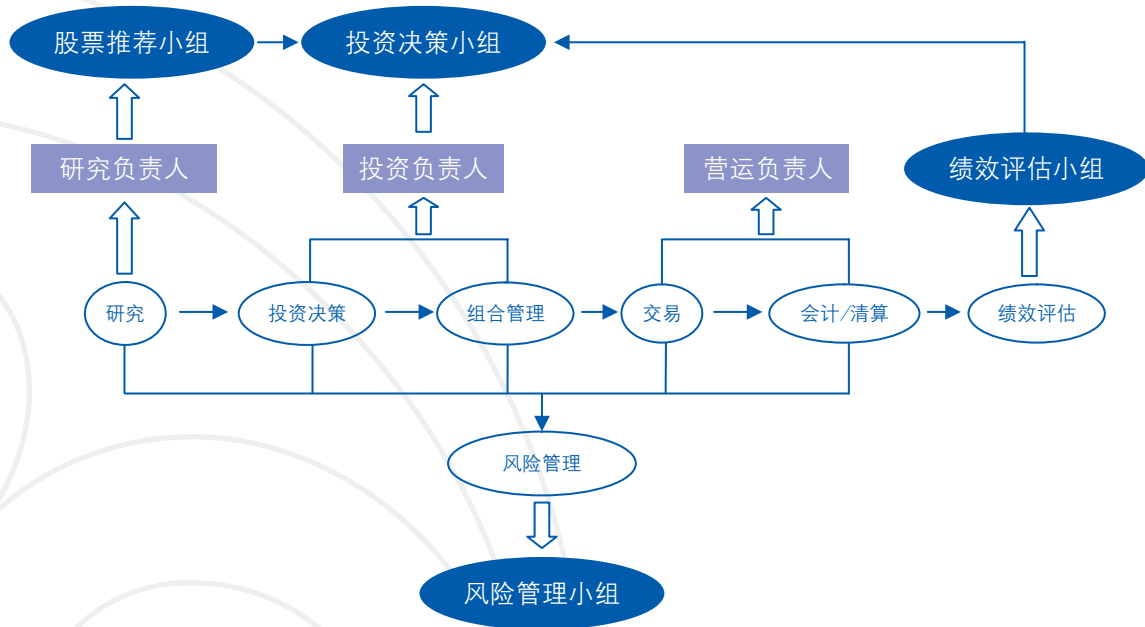 股票推荐小组
投资决策小组
研究负责人
投资负责人
营运负责人
绩效评估小组
研究
投资决策
组合管理
交易
会计/清算
绩效评估
风险管理
风险管理小组